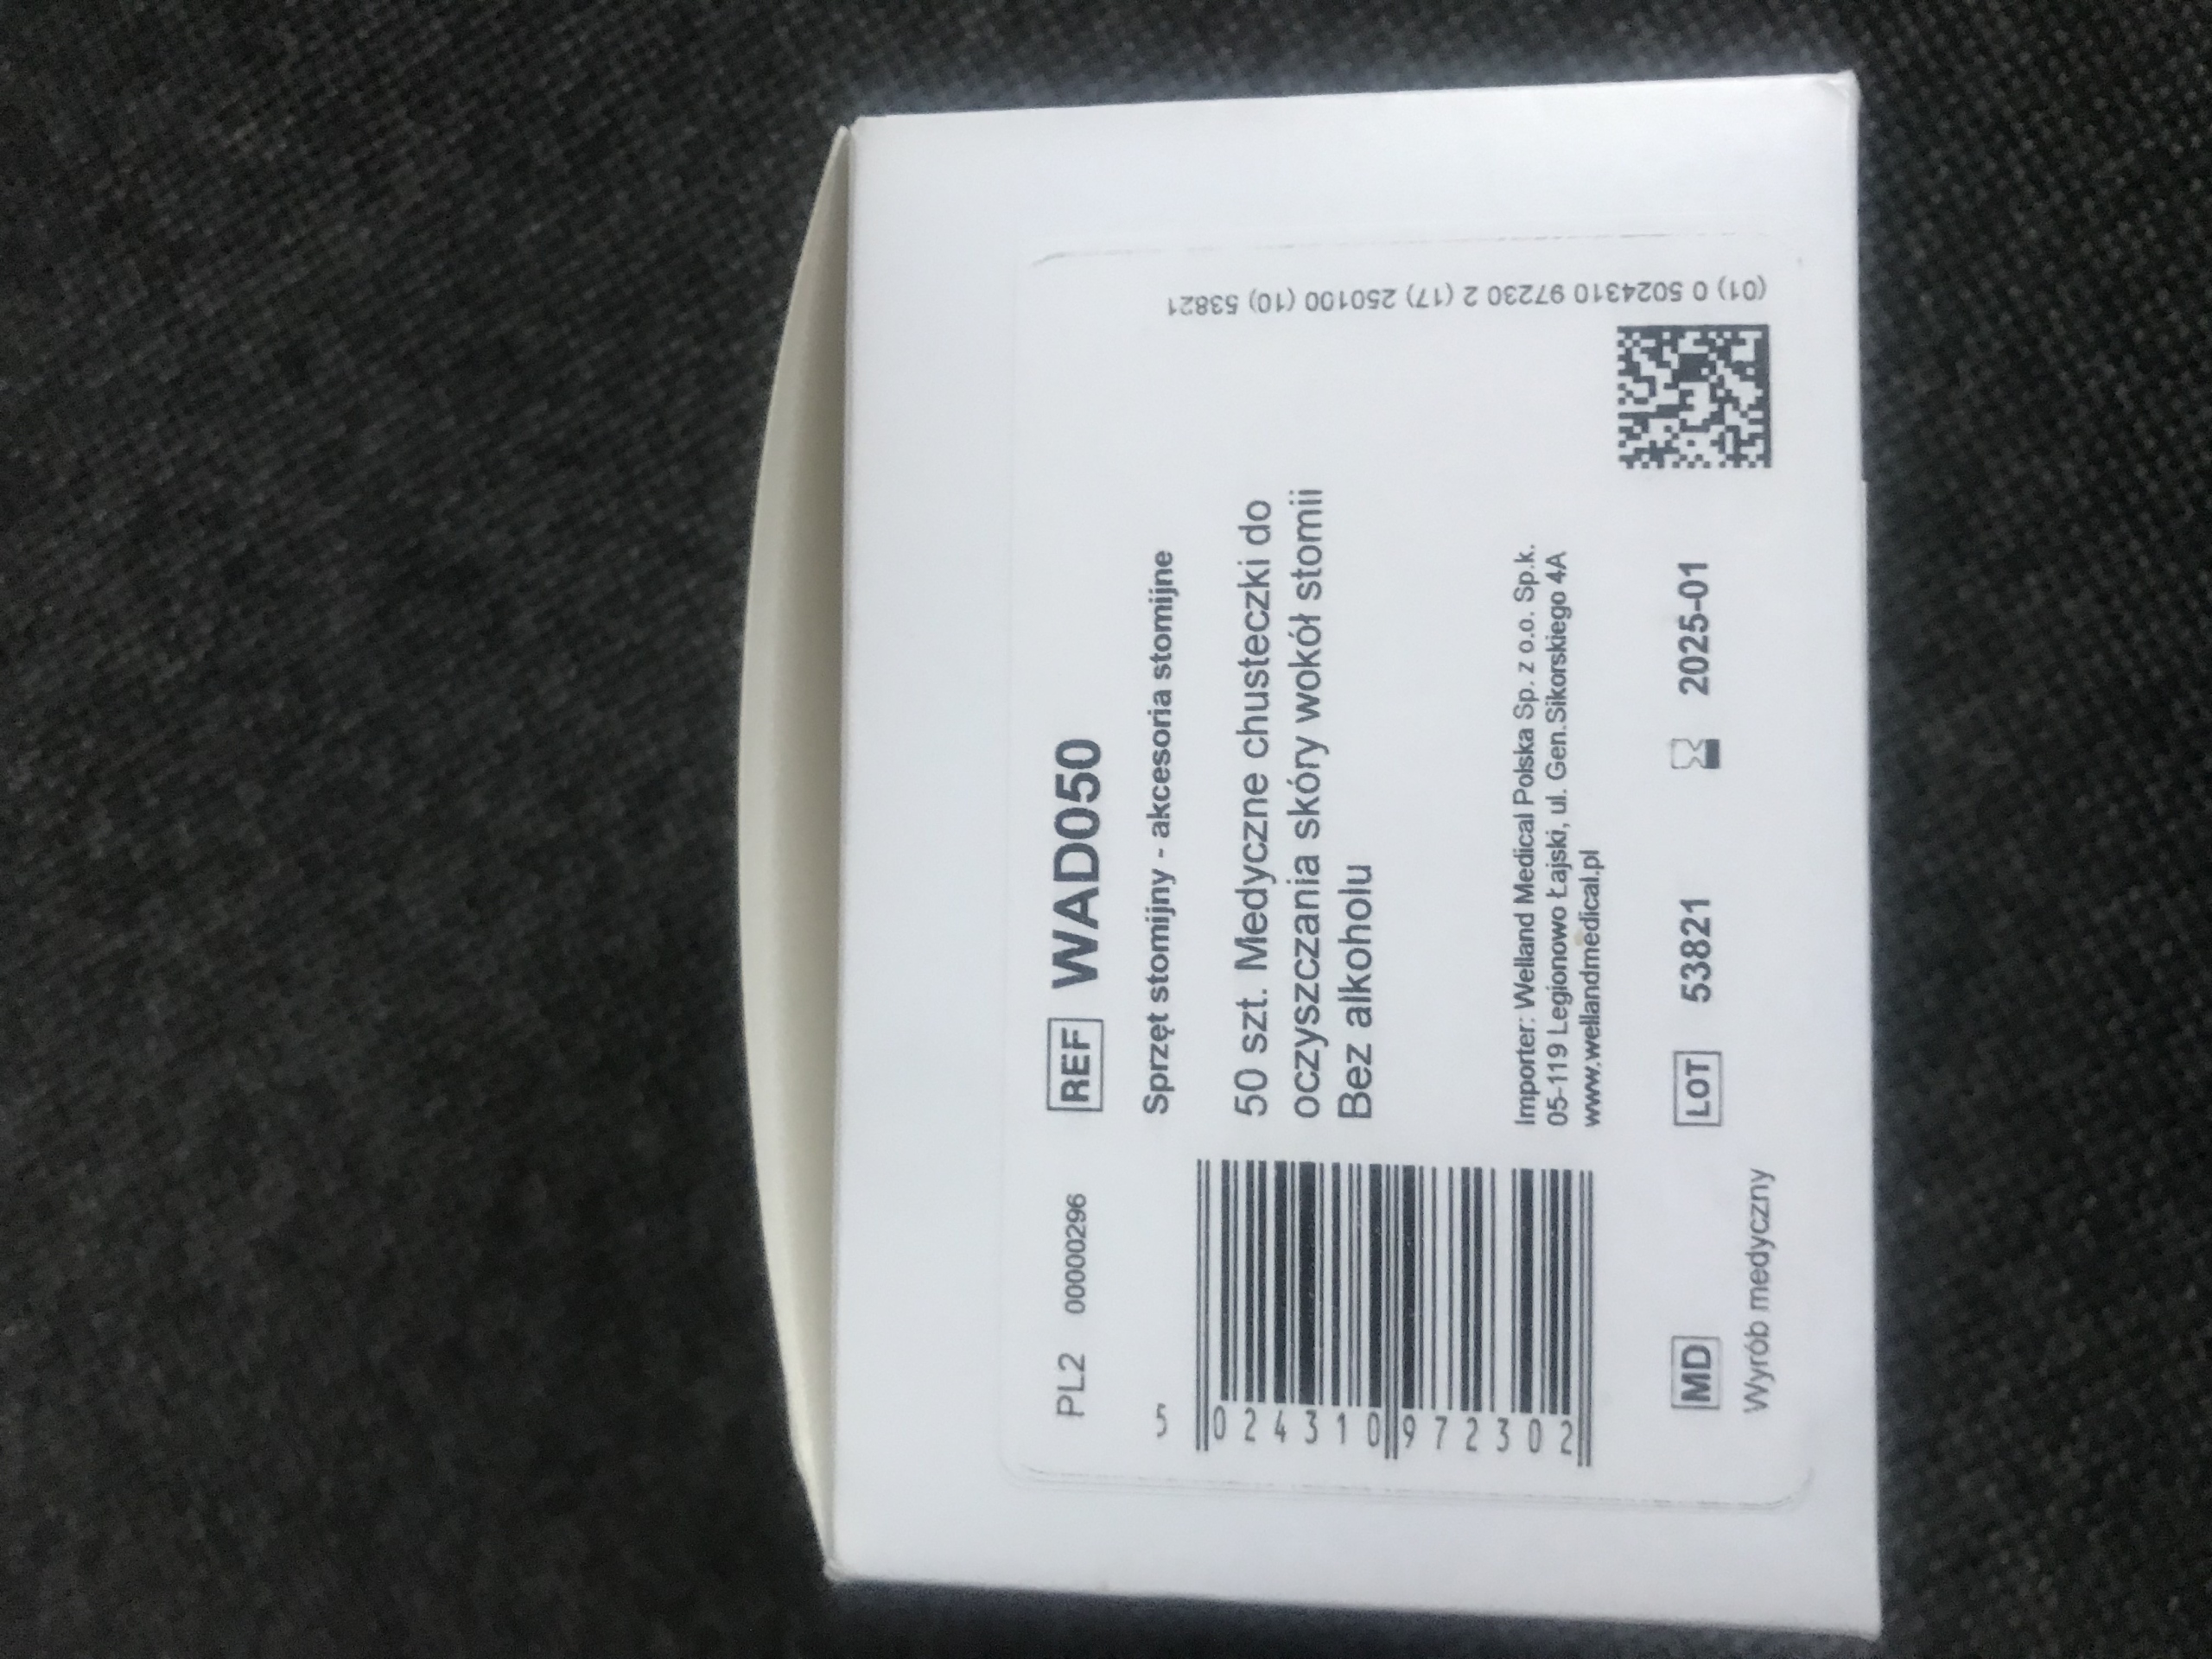 PL2 00000296
REF WAD050
Sprzęt stomijny - akcesoria stomijne
50 szt. Medyczne chusteczki do
oczyszczania skóry wokół stomii
Bez alkoholu
5 024310 972302
Importer: Welland Medical Polska Sp. z o.o. Sp.k.
05-119 Legionowo Łajski, ul. Gen.Sikorskiego 4A
www.wellandmedical.pl
MD LOT 53821 2025-01
Wyrób medyczny
(01) 0 5024310 97230 2 (17) 250100 (10) 53821